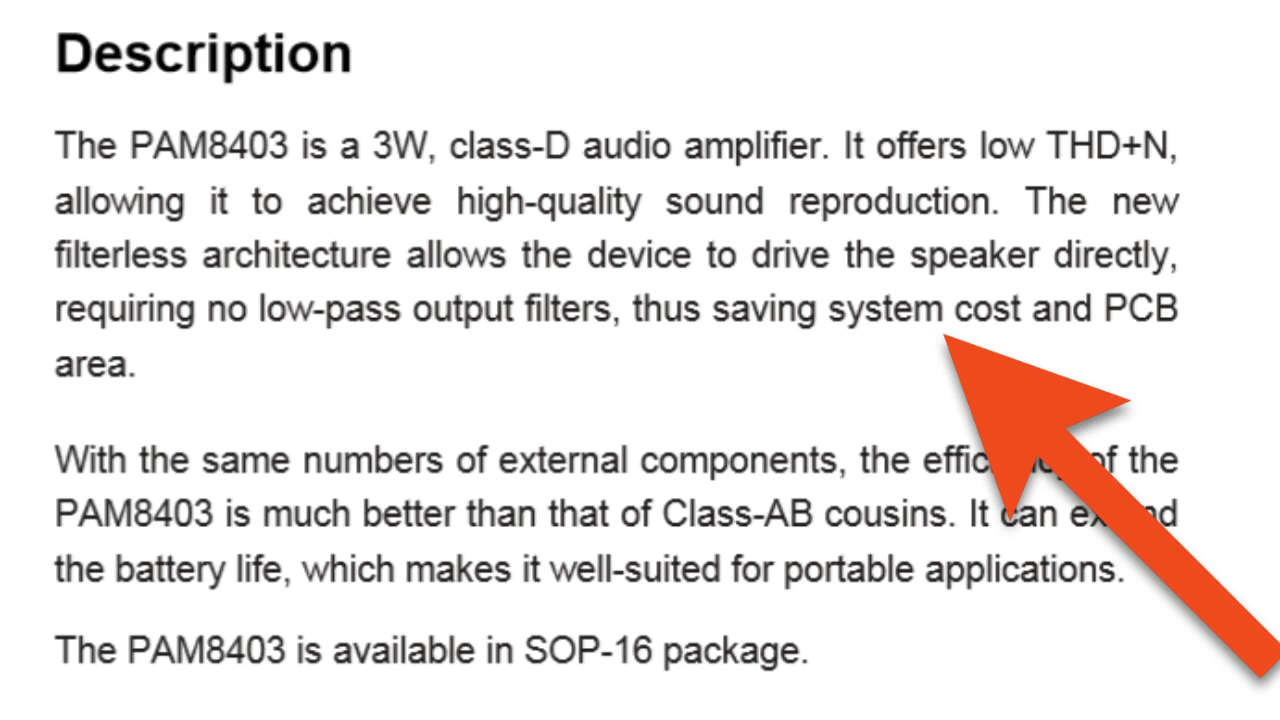 Description
The PAM8403 is a 3W, class-D audio amplifier. It offers low THD+N,
allowing it to achieve high-quality sound reproduction. The new
filterless architecture allows the device to drive the speaker directly,
requiring no low-pass output filters, thus saving system cost and PCB
area.
With the same numbers of external components, the efficiency of the
PAM8403 is much better than that of Class-AB cousins. It can extend
the battery life, which makes it well-suited for portable applications.
The PAM8403 is available in SOP-16 package.